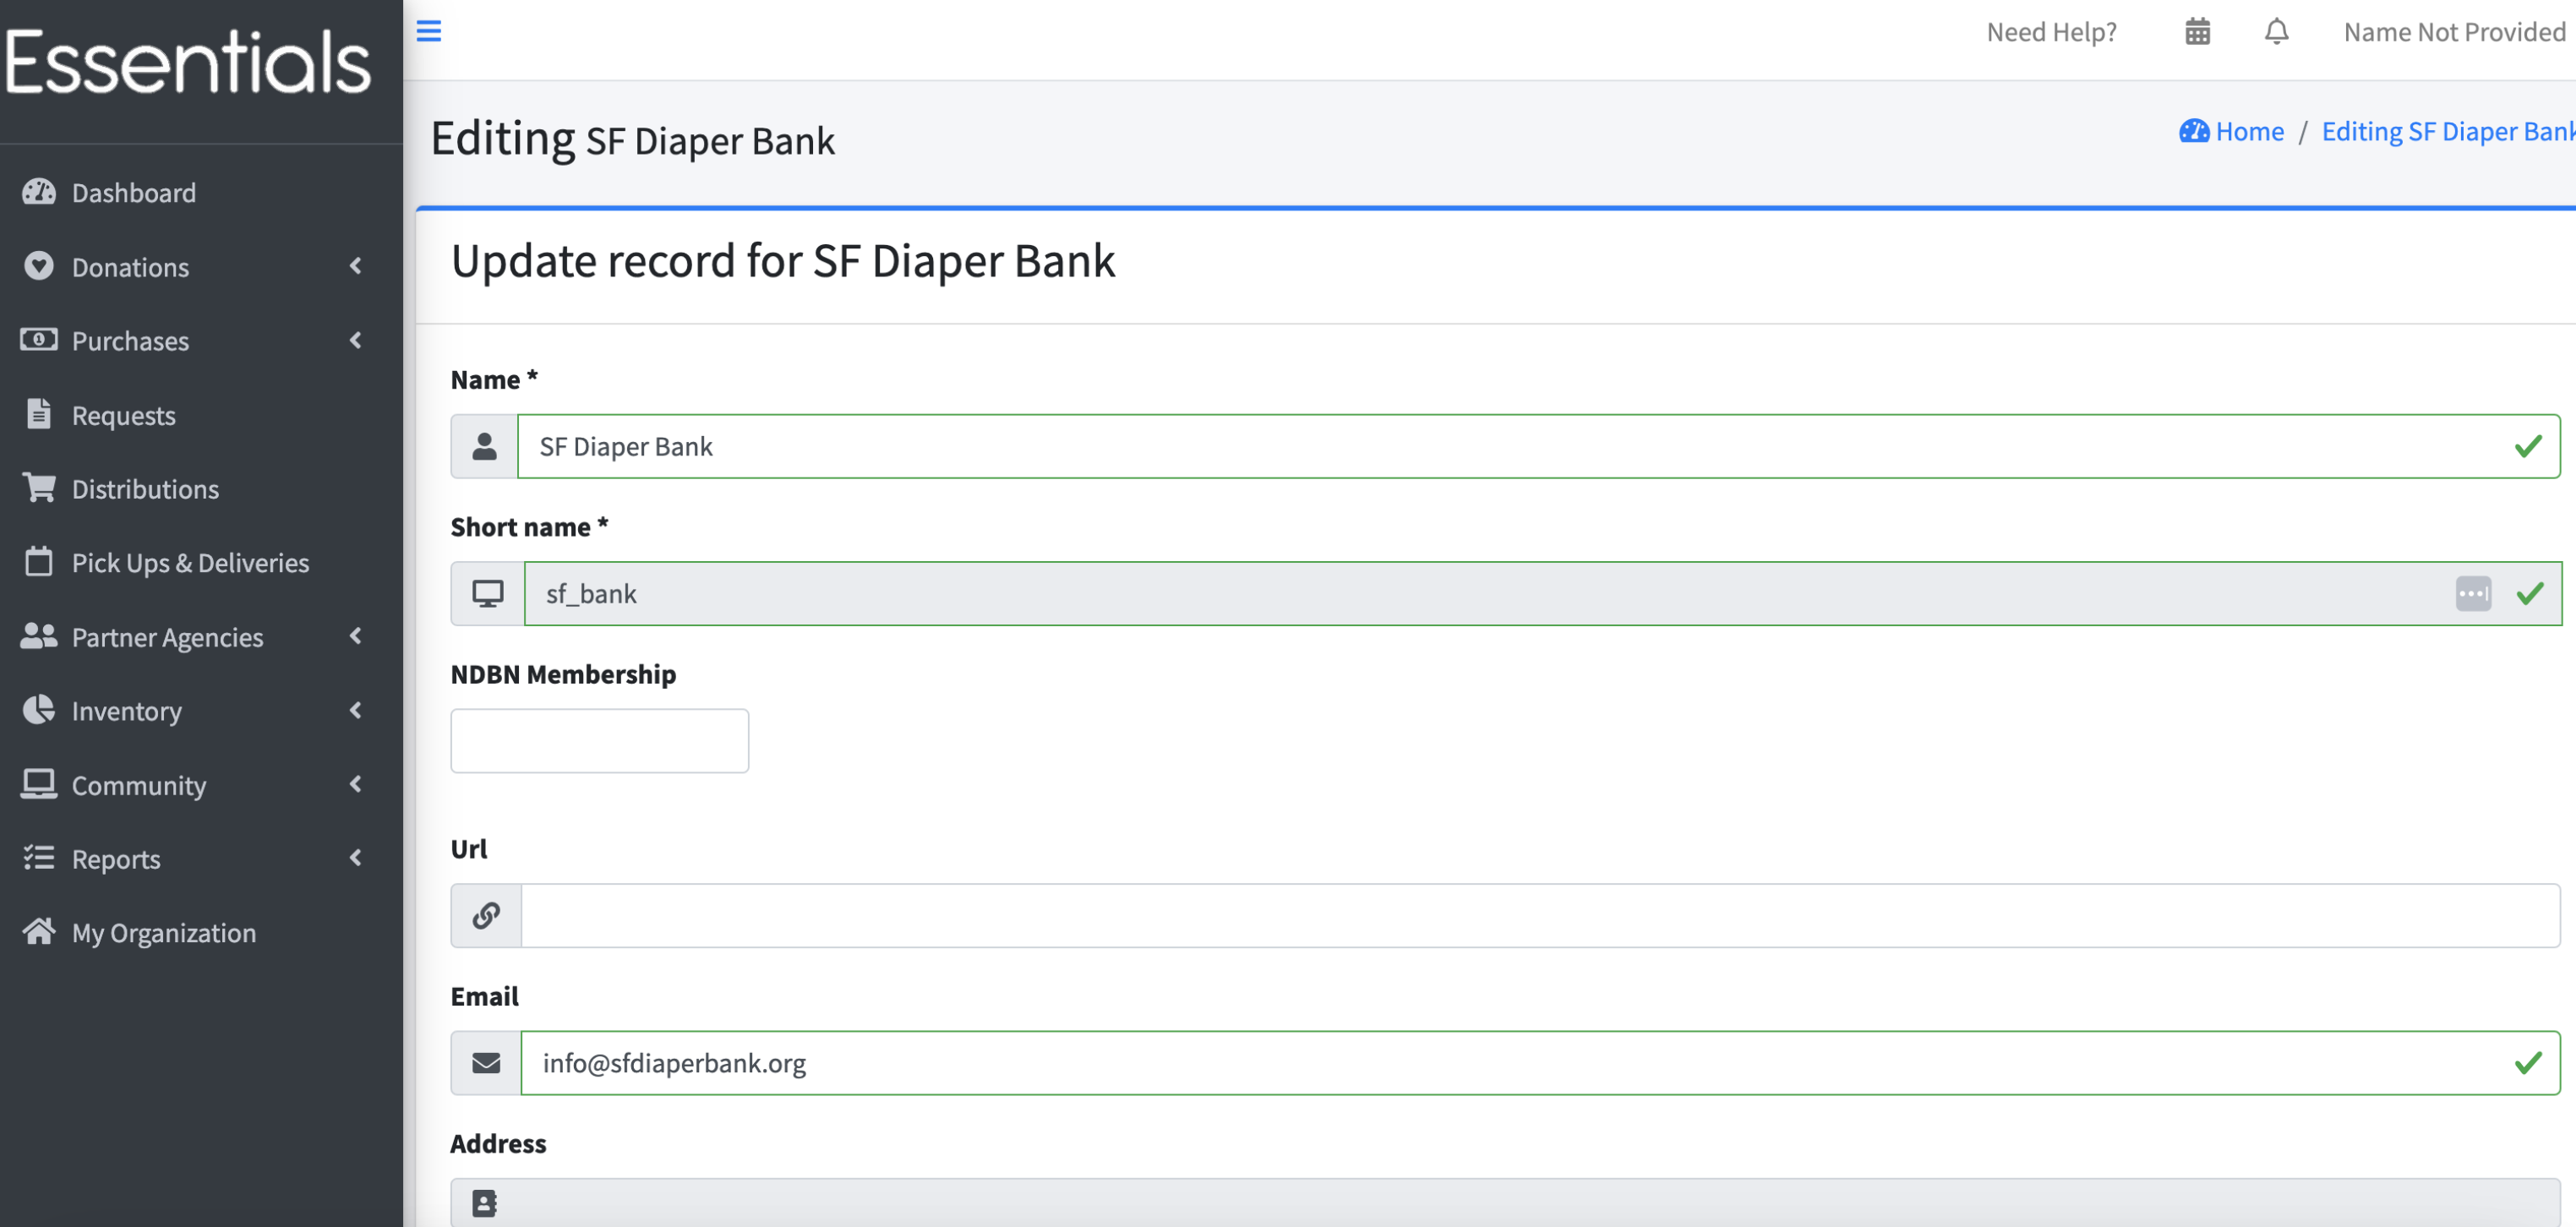 Essentials
Need Help?
Name Not Provided
Editing SF Diaper Bank
Home / Editing SF Diaper Bank
Dashboard
Donations
Purchases
Requests
Distributions
Pick Ups & Deliveries
Partner Agencies
Inventory
Community
Reports
My Organization
Update record for SF Diaper Bank
Name *
SF Diaper Bank
Short name *
sf_bank
NDBN Membership
Url
Email
info@sfdiaperbank.org
Address